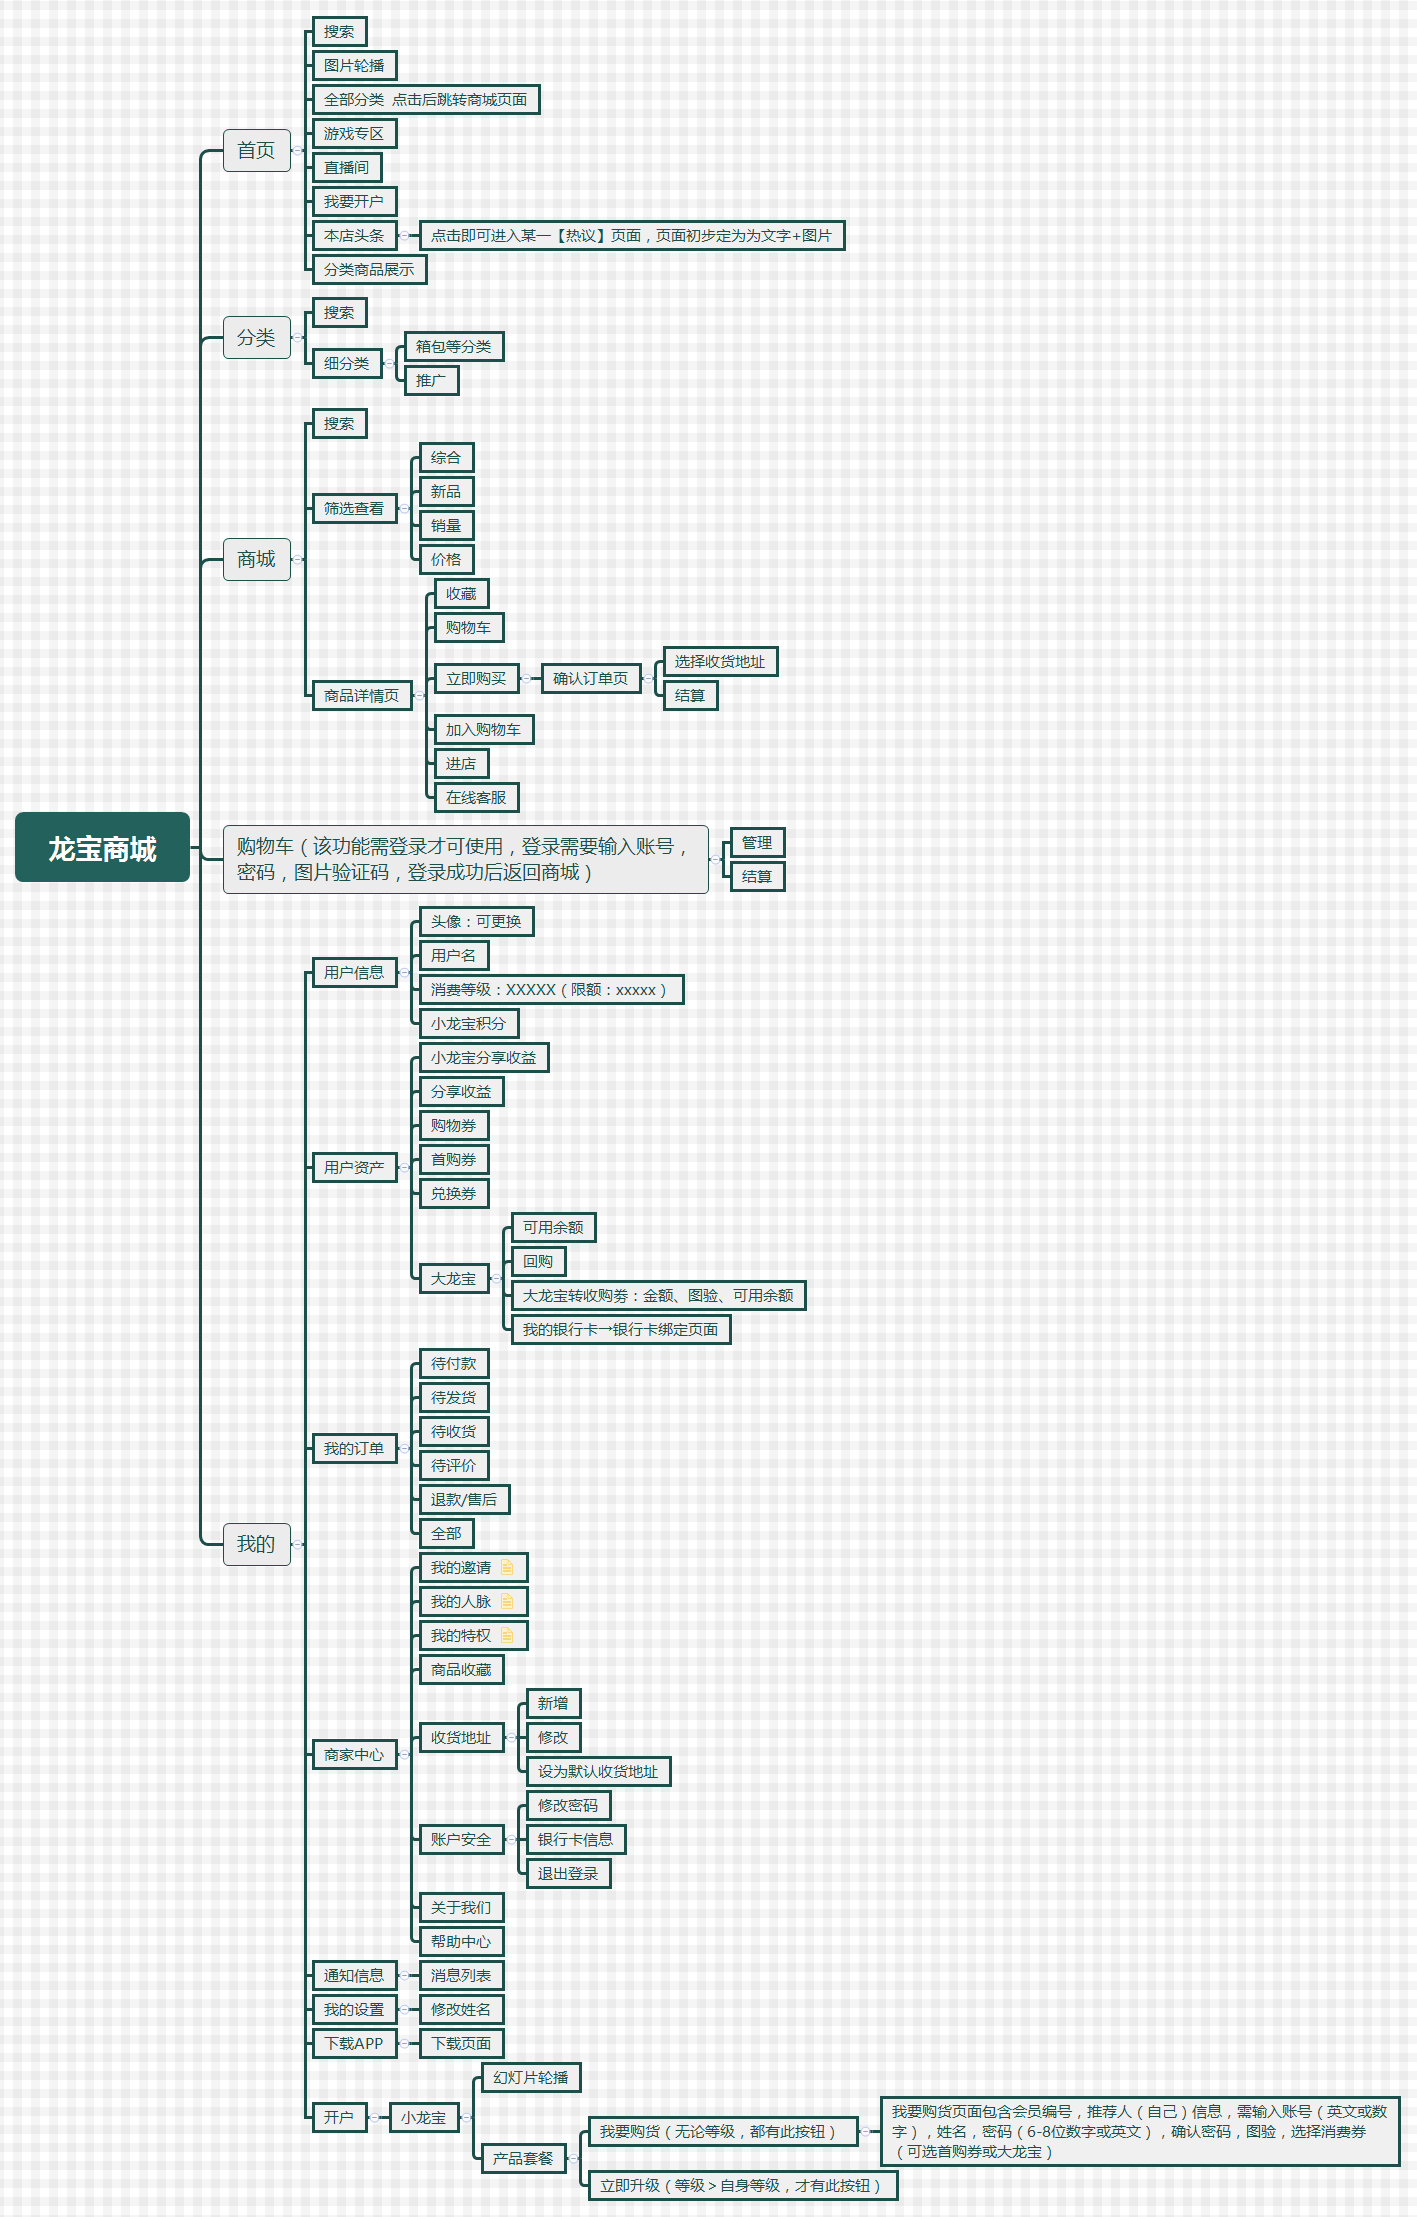 龙宝商城
首页
搜索
图片轮播
全部分类 点击后跳转商城页面
游戏专区
直播间
我要开户
本店头条
点击即可进入某一【热议】页面，页面初步定为为文字+图片
分类商品展示
分类
搜索
细分类
箱包等分类
推广
商城
搜索
筛选查看
综合
新品
销量
价格
商品详情页
收藏
购物车
立即购买
确认订单页
选择收货地址
结算
加入购物车
进店
在线客服
购物车（该功能需登录才可使用，登录需要输入账号，
密码，图片验证码，登录成功后返回商城）
管理
结算
我的
用户信息
头像：可更换
用户名
消费等级：XXXXX（限额：xxxxx）
小龙宝积分
用户资产
小龙宝分享收益
分享收益
购物券
首购券
兑换券
大龙宝
可用余额
回购
大龙宝转收购劵：金额、图验、可用余额
我的银行卡→银行卡绑定页面
我的订单
待付款
待发货
待收货
待评价
退款/售后
全部
商家中心
我的邀请
我的人脉
我的特权
商品收藏
收货地址
新增
修改
设为默认收货地址
账户安全
修改密码
银行卡信息
退出登录
关于我们
帮助中心
通知信息
消息列表
我的设置
修改姓名
下载APP
下载页面
开户
小龙宝
幻灯片轮播
产品套餐
我要购货（无论等级，都有此按钮）
我要购货页面包含会员编号，推荐人（自己）信息，需输入账号（英文或数
字），姓名，密码（6-8位数字或英文），确认密码，图验，选择消费券
（可选首购券或大龙宝）
立即升级（等级＞自身等级，才有此按钮）